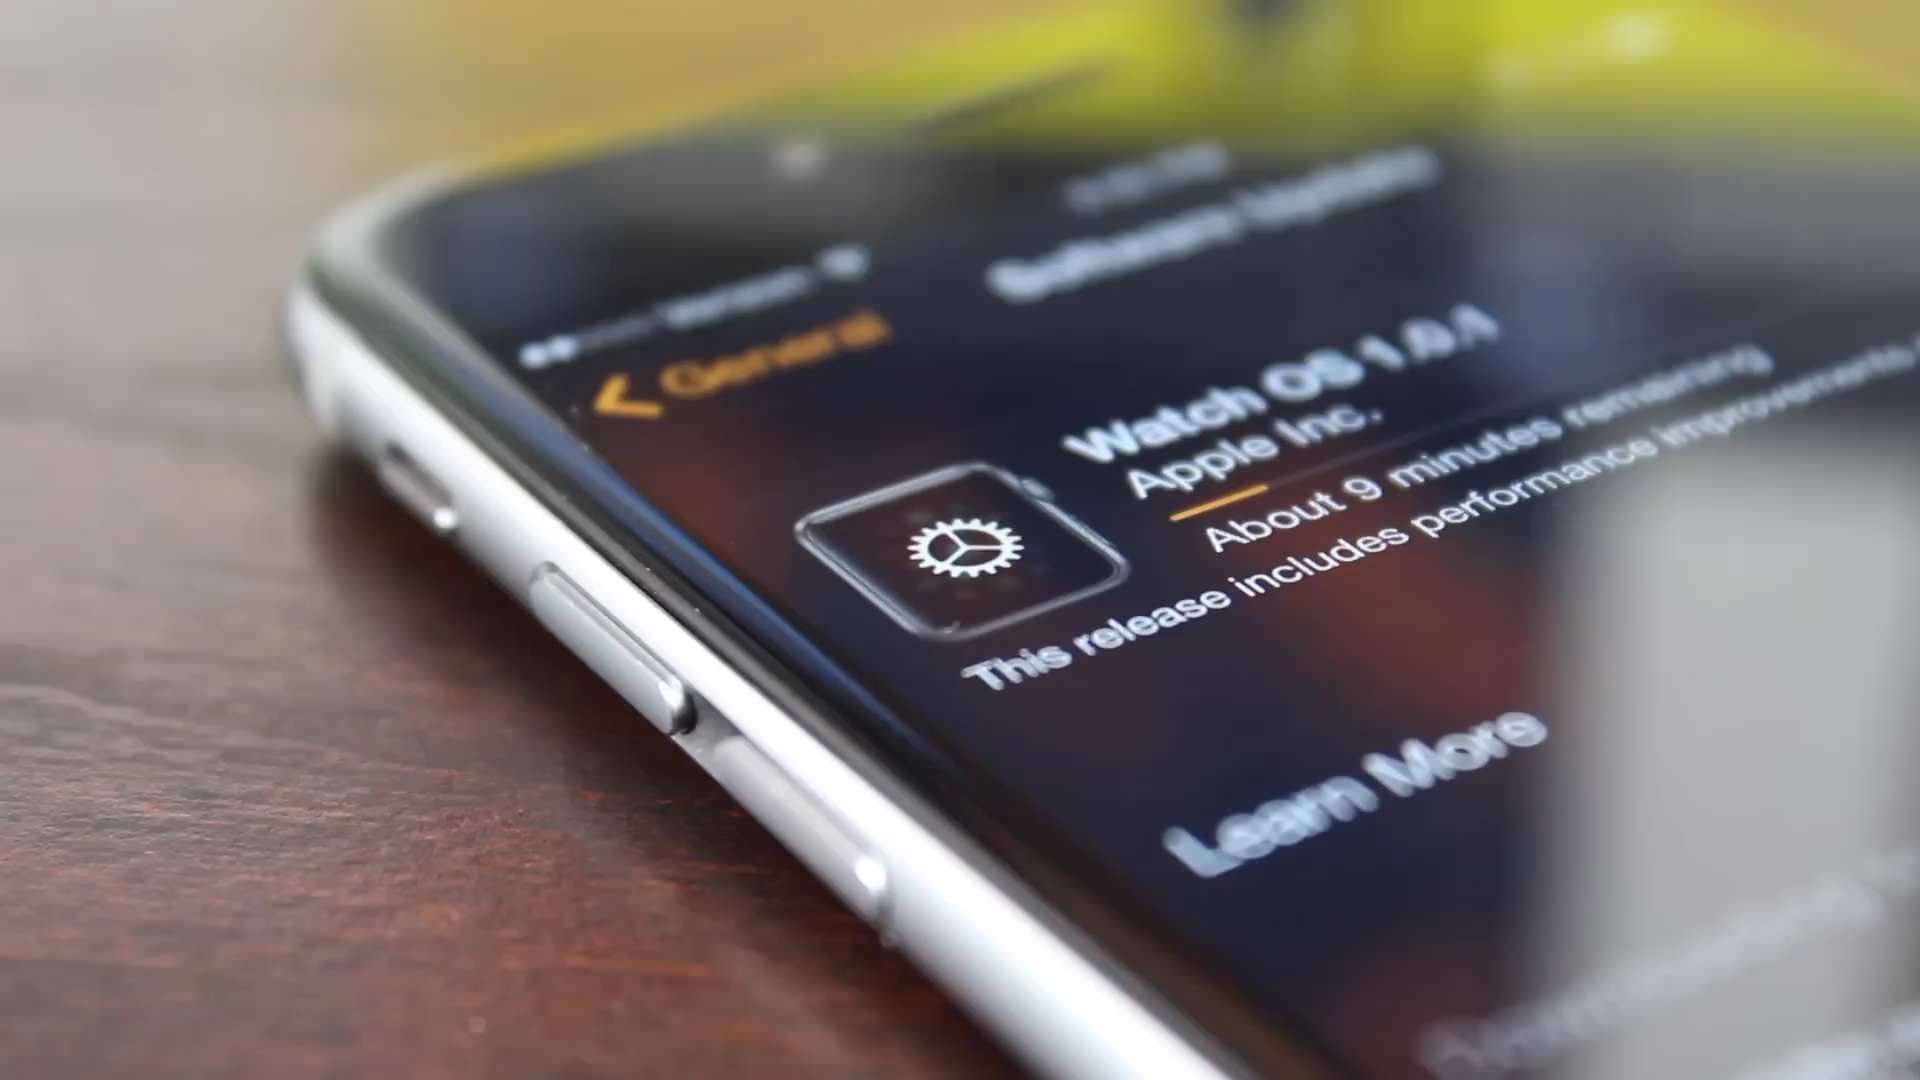 Verizon
Software Update
General
Watch OS 1.0.1
Apple Inc.
About 9 minutes remaining
This release includes performance improvements
Learn More